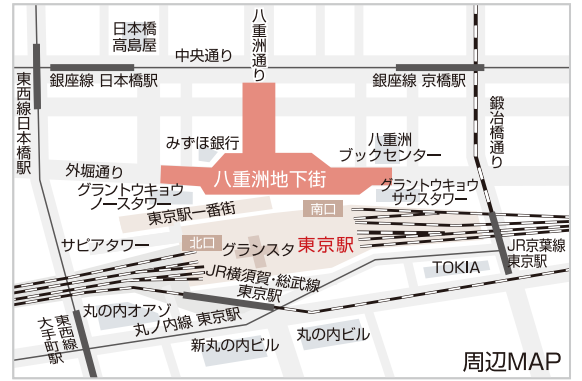 日本橋
高島屋
八重洲通り
中央通り
銀座線 日本橋駅
銀座線 京橋駅
東西線日本橋駅
鍛冶橋通り
みずほ銀行
八重洲
ブックセンター
外堀通り
八重洲地下街
グラントウキョウ
ノースタワー
グラントウキョウ
サウスタワー
東京駅一番街
南口
北口
サピアタワー
グランスタ
東京駅
JR京葉線
東京駅
TOKIA
JR横須賀・総武線
東京駅
丸の内オアゾ
丸ノ内線 東京駅
東西線
大手町駅
新丸の内ビル
丸の内ビル
周辺MAP